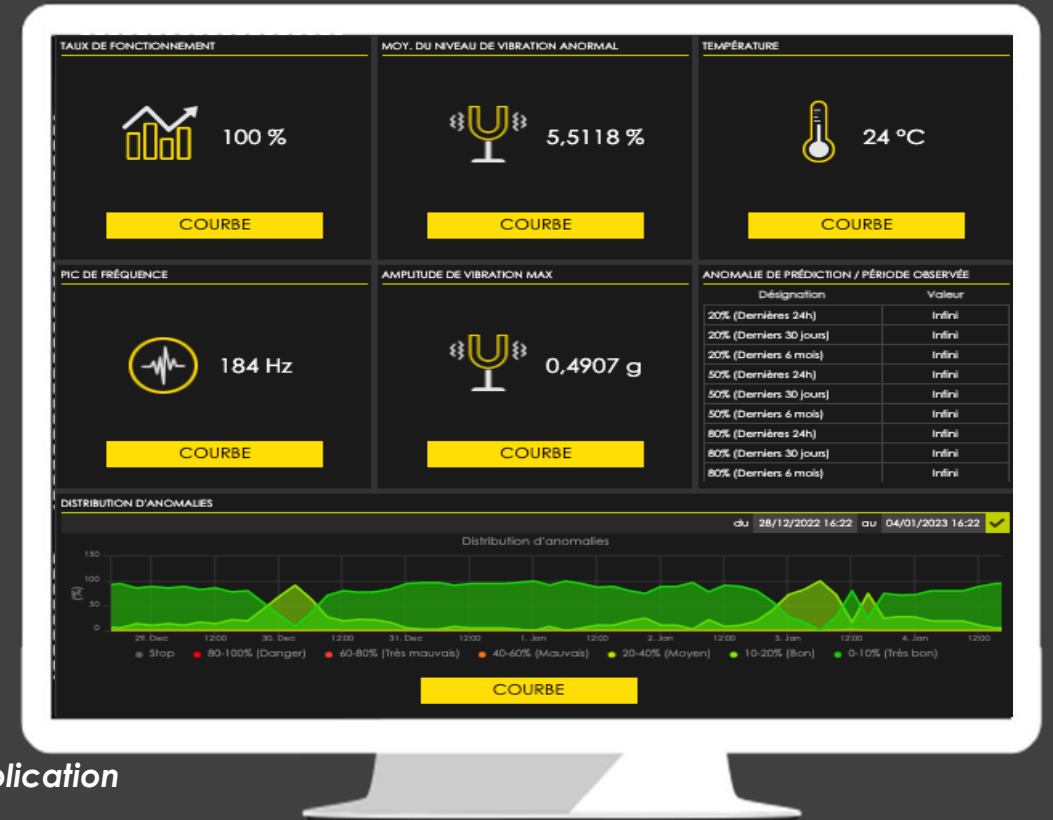 TAUX DE FONCTIONNEMENT
100 %
COURBE
MOY. DU NIVEAU DE VIBRATION ANORMAL
5,5118 %
COURBE
TEMPÉRATURE
24 °C
COURBE
PIC DE FRÉQUENCE
184 Hz
COURBE
AMPLITUDE DE VIBRATION MAX
0,4907 g
COURBE
ANOMALIE DE PRÉDICTION / PÉRIODE OBSERVÉE
Désignation Valeur
20% (Dernières 24h) Infini
20% (Derniers 30 jours) Infini
20% (Derniers 6 mois) Infini
50% (Dernières 24h) Infini
50% (Derniers 30 jours) Infini
50% (Derniers 6 mois) Infini
80% (Dernières 24h) Infini
80% (Derniers 30 jours) Infini
80% (Derniers 6 mois) Infini
DISTRIBUTION D'ANOMALIES
du 28/12/2022 16:22 au 04/01/2023 16:22
Distribution d'anomalies
150
100
50
0
(%)
29. Dec 12:00 30. Dec 12:00 31. Dec 12:00 1. Jan 12:00 2. Jan 12:00 3. Jan 12:00 4. Jan 12:00
Stop 80-100% (Danger) 60-80% (Très mauvais) 40-60% (Mauvais) 20-40% (Moyen) 10-20% (Bon) 0-10% (Très bon)
COURBE
plication